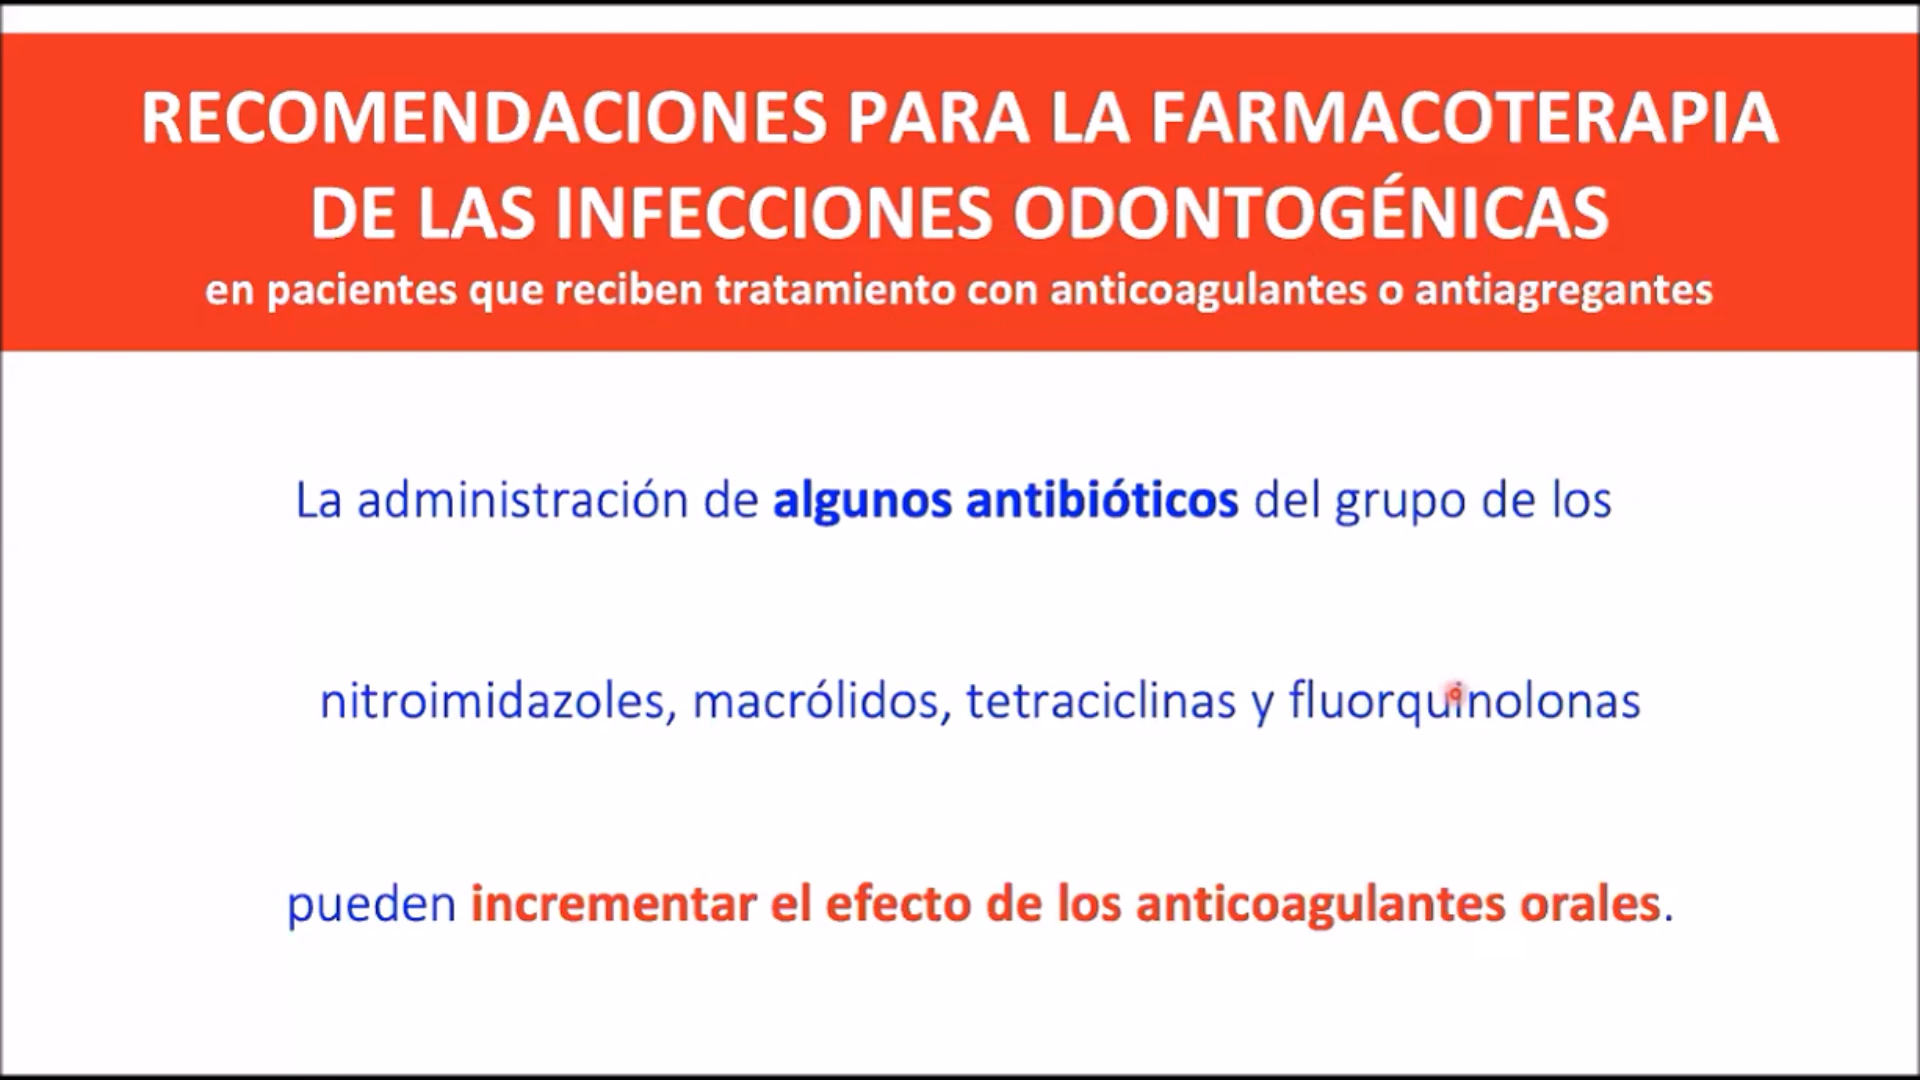 RECOMENDACIONES PARA LA FARMACOTERAPIA
DE LAS INFECCIONES ODONTOGÉNICAS
en pacientes que reciben tratamiento con anticoagulantes o antiagregantes
La administración de algunos antibióticos del grupo de los
nitroimidazoles, macrólidos, tetraciclinas y fluorquinolonas
pueden incrementar el efecto de los anticoagulantes orales.